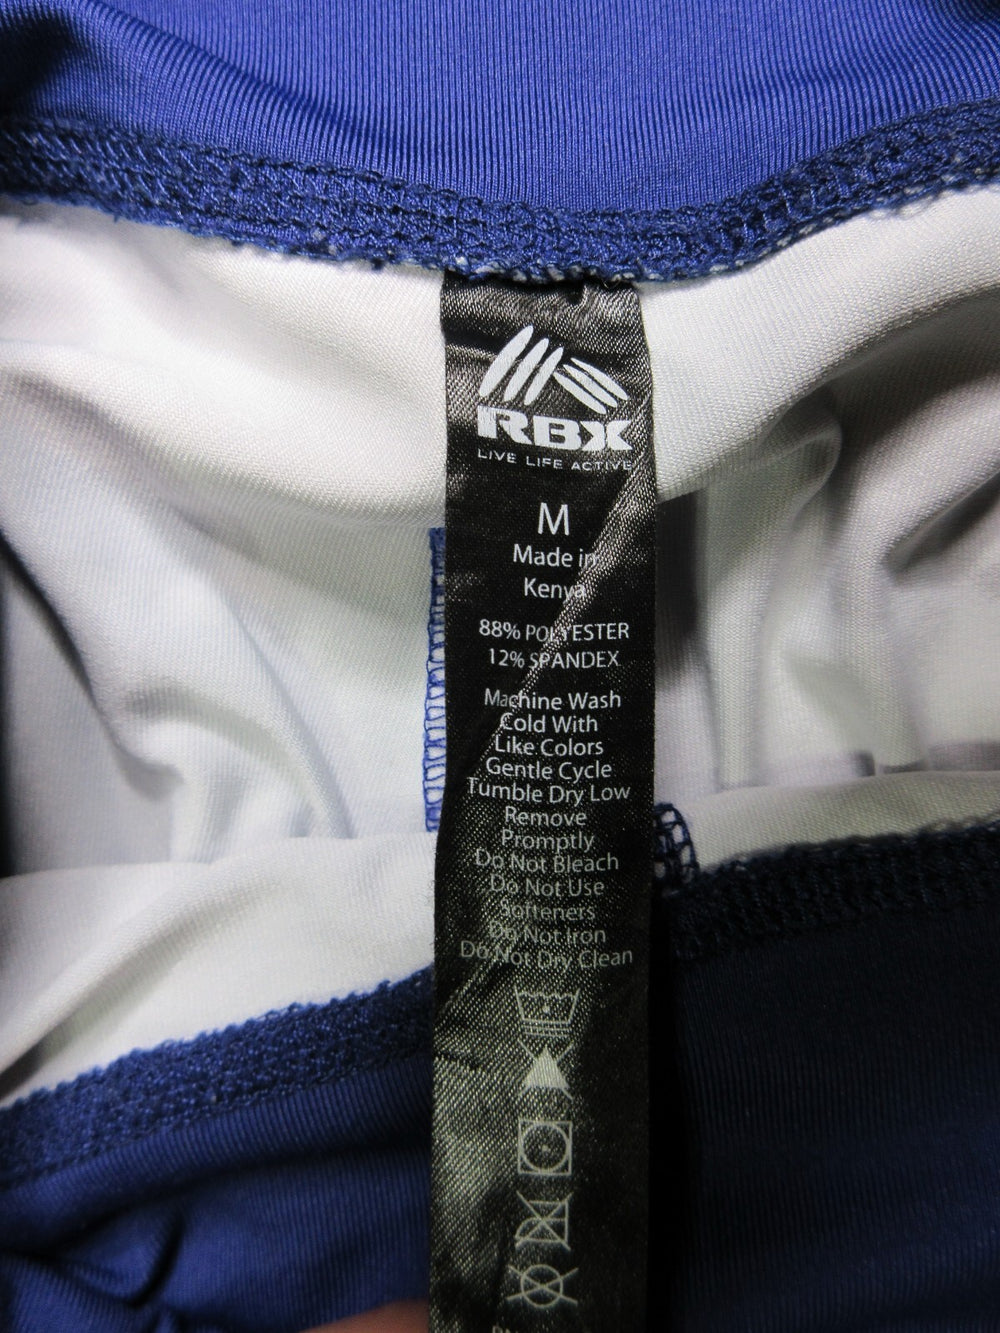 RBX
LIVE LIFE ACTIVE
M
Made in
Kenya
88% POLYESTER
12% SPANDEX
Machine Wash
Cold With
Like Colors
Gentle Cycle
Tumble Dry Low
Remove
Promptly
Do Not Bleach
Do Not Use
Softeners
Do Not Iron
Do Not Dry Clean